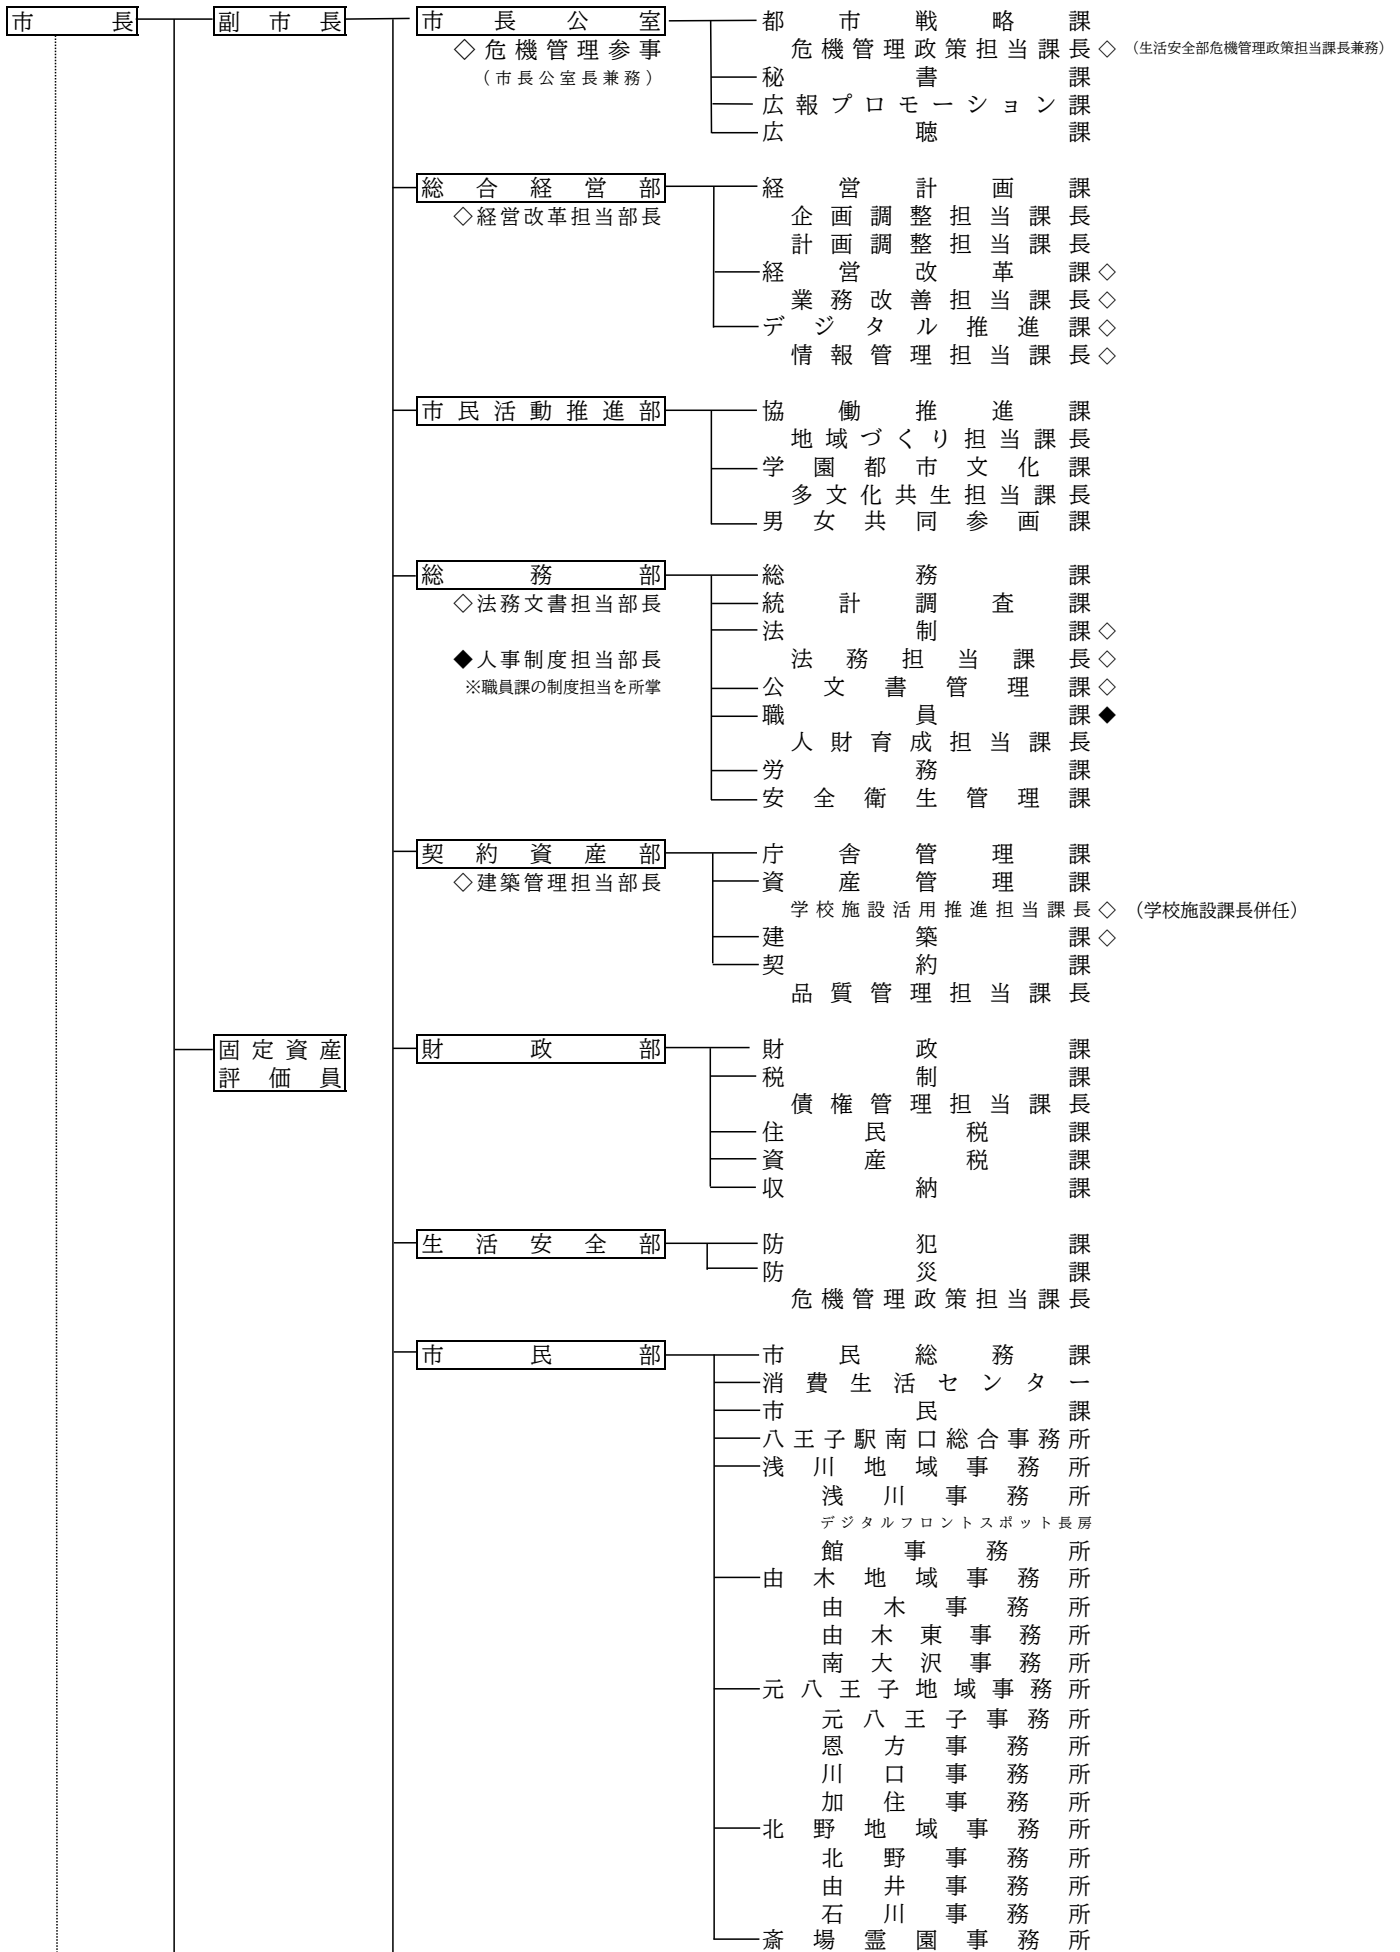 市長
副市長
市長公室
都市戦略課
◇危機管理参事
危機管理政策担当課長◇（生活安全部危機管理政策担当課長兼務）
（市長公室長兼務）
秘書課
広報プロモーション課
広聴課
総合経営部
経営計画課
◇経営改革担当部長
企画調整担当課長
計画調整担当課長
経営改革課◇
業務改善担当課長◇
デジタル推進課◇
情報管理担当課長◇
市民活動推進部
協働推進課
地域づくり担当課長
学園都市文化課
多文化共生担当課長
男女共同参画課
総務部
総務課
◇法務文書担当部長
統計調査課
法制課◇
◆人事制度担当部長
法務担当課長◇
※職員課の制度担当を所掌
公文書管理課◇
職員課◆
人財育成担当課長
労務課
安全衛生管理課
契約資産部
庁舎管理課
◇建築管理担当部長
資産管理課
学校施設活用推進担当課長◇（学校施設課長併任）
建築課◇
契約課
品質管理担当課長
固定資産
評価員
財政部
財政課
税制課
債権管理担当課長
住民税課
資産税課
収納課
生活安全部
防犯課
防災課
危機管理政策担当課長
市民部
市民総務課
消費生活センター
市民課
八王子駅南口総合事務所
浅川地域事務所
浅川事務所
デジタルフロントスポット長房
館事務所
由木地域事務所
由木事務所
由木東事務所
南大沢事務所
元八王子地域事務所
元八王子事務所
恩方事務所
川口事務所
加住事務所
北野地域事務所
北野事務所
由井事務所
石川事務所
斎場霊園事務所